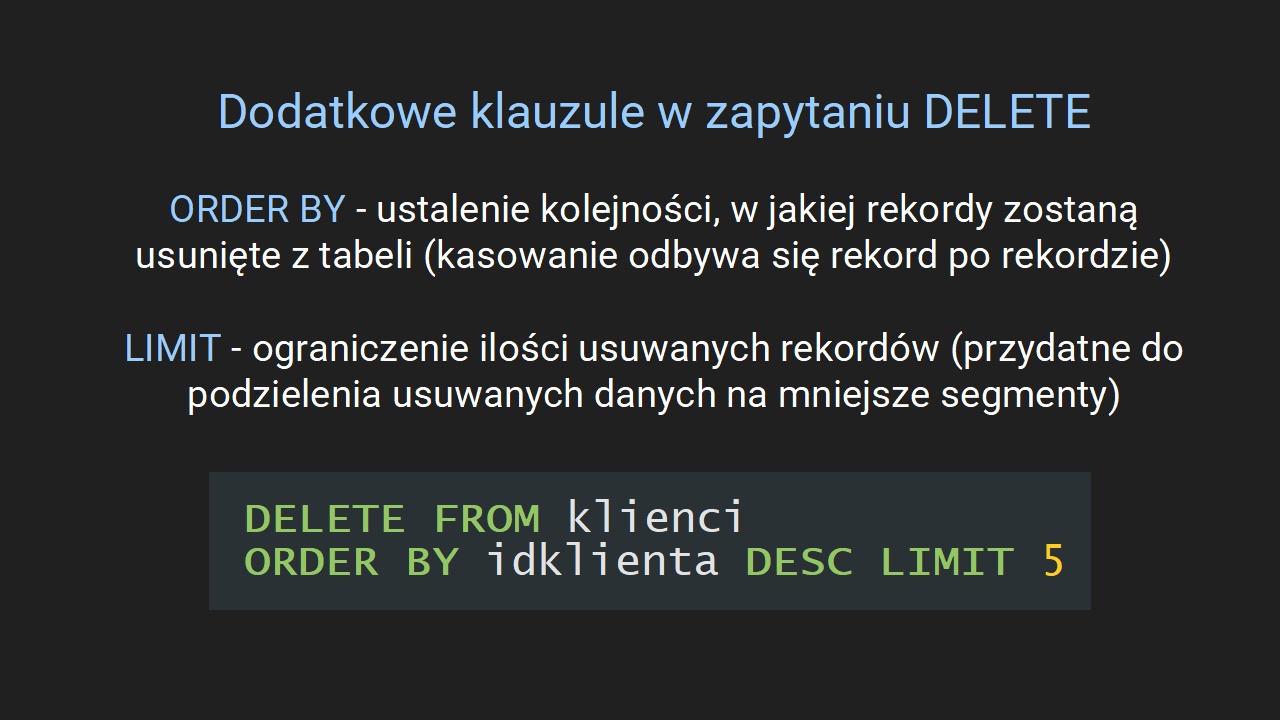 Dodatkowe klauzule w zapytaniu DELETE
ORDER BY - ustalenie kolejności, w jakiej rekordy zostaną
usunięte z tabeli (kasowanie odbywa się rekord po rekordzie)
LIMIT - ograniczenie ilości usuwanych rekordów (przydatne do
podzielenia usuwanych danych na mniejsze segmenty)
DELETE FROM klienci
ORDER BY idklienta DESC LIMIT 5